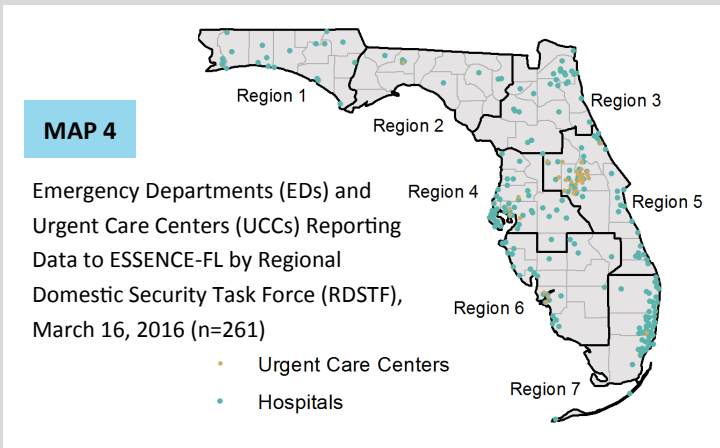 Region 1
Region 2
Region 3
MAP 4
Emergency Departments (EDs) and
Urgent Care Centers (UCCs) Reporting
Data to ESSENCE-FL by Regional
Domestic Security Task Force (RDSTF),
March 16, 2016 (n=261)
Region 4
Region 5
Region 6
Urgent Care Centers
Hospitals
Region 7